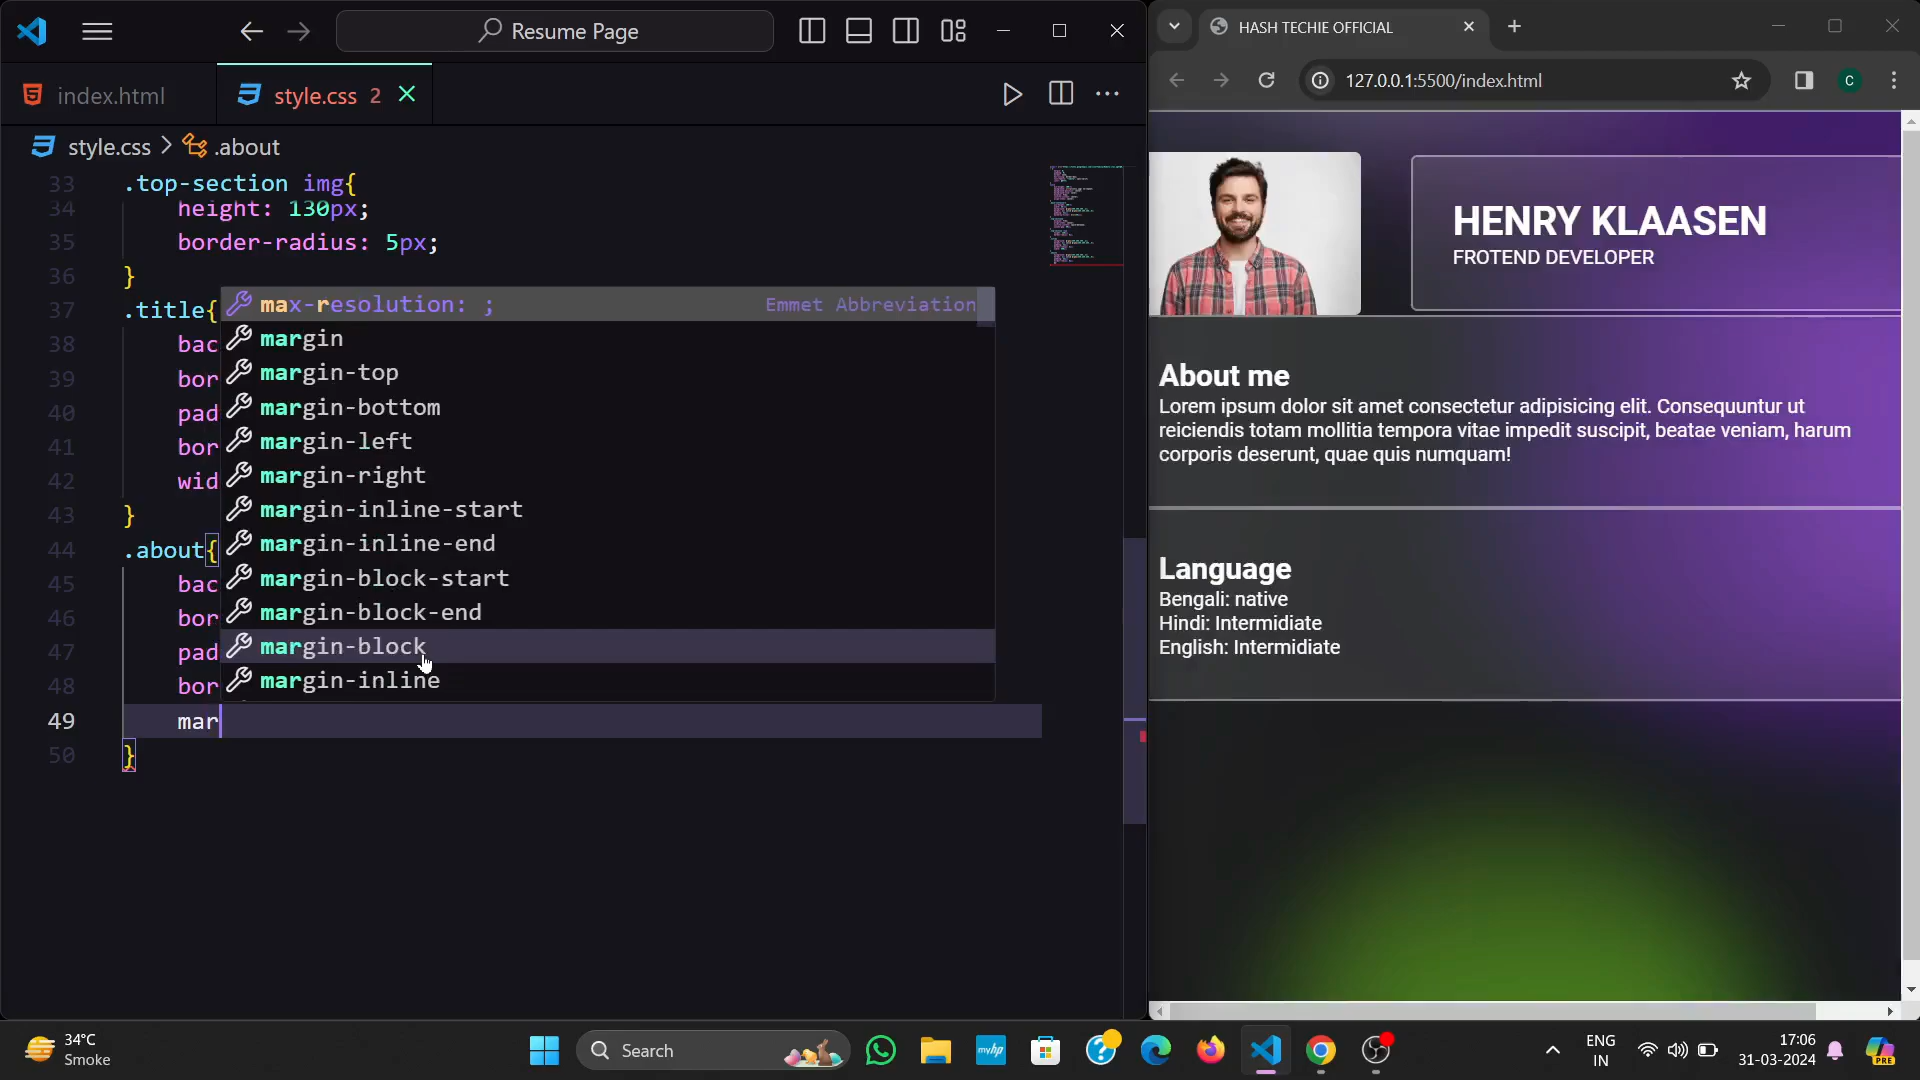 Resume Page
index.html
style.css 2
style.css > .about
33 .top-section img{
34 height: 130px;
35 border-radius: 5px;
36 }
37 .title{
38 bac
39 bor
40 pad
41 bor
42 wid
43 }
44 .about{
45 bac
46 bor
47 pad
48 bor
49 mar
50 }
max-resolution: ; Emmet Abbreviation
margin
margin-top
margin-bottom
margin-left
margin-right
margin-inline-start
margin-inline-end
margin-block-start
margin-block-end
margin-block
margin-inline
HASH TECHIE OFFICIAL
127.0.0.1:5500/index.html
C
HENRY KLAASEN
FROTEND DEVELOPER
About me
Lorem ipsum dolor sit amet consectetur adipisicing elit. Consequuntur ut
reiciendis totam mollitia tempora vitae impedit suscipit, beatae veniam, harum
corporis deserunt, quae quis numquam!
Language
Bengali: native
Hindi: Intermidiate
English: Intermidiate
34°C
Smoke
Search
myhp
ENG
IN
17:06
31-03-2024
PRE